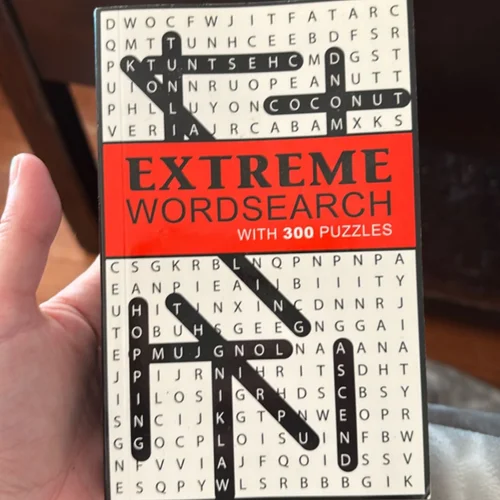 D W O C F W J I T F A T A R C
Q M T T U N H C E E B D F S R
P K T U N T S E H C M D G S T
U I O N N R U O P E A N U T T
P H L L U Y O N C O C O N U T
V E R I A J R C A B A M X K S
EXTREME
WORDSEARCH
WITH 300 PUZZLES
C S G K R B L N Q P N P N P A
E A N P I E A I B I I I T Y
U H I T J N X I N C D N N R J
T O B U H S G E E G N G G A I
E P M U J G N O L N A A A N A
J P I J R N I H R I T S D H T
I I L O S I G R H D S C B S Y
S N C I J K G T P N W E O P R
G G O C P L O I S U I N F B W
N F V V I A J F Q O I D S S V
E S Q P Y W L S R B B B G I K